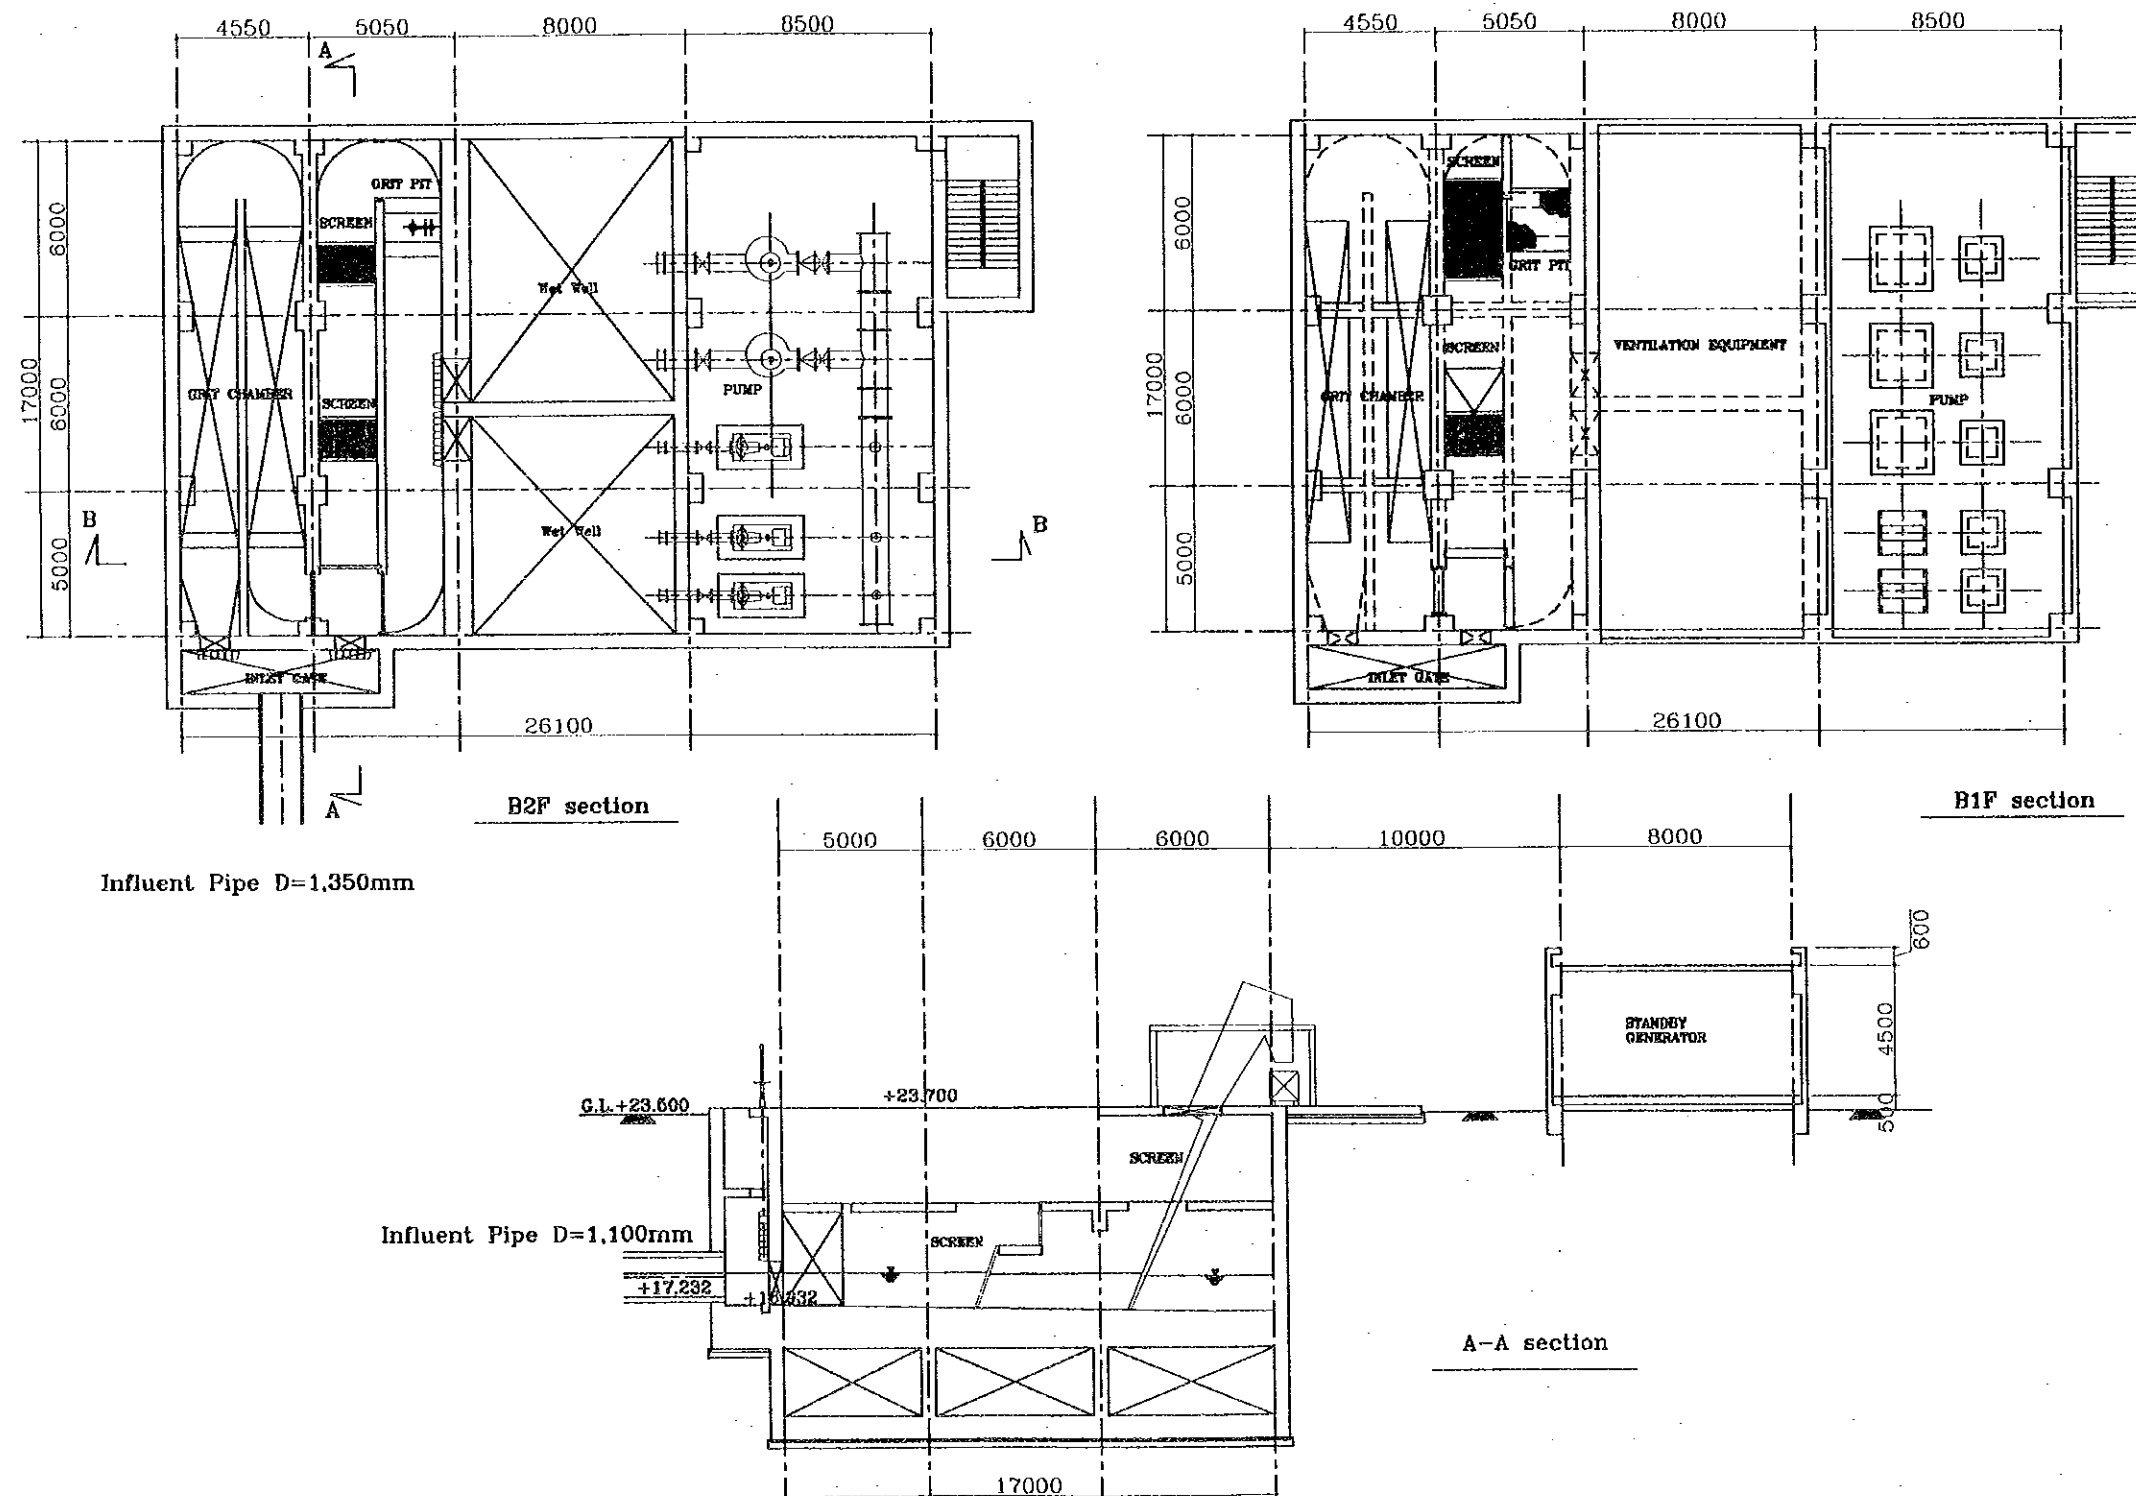 4550 5050 8000 8500
A
6000
6000
5000
17000
GRIT PIT
SCREEN
SCREEN
GRIT CHAMBER
Wet Well
Wet Well
PUMP
B
B
INLET GATE
26100
A
B2F section
4550 5050 8000 8500
6000
6000
5000
17000
SCREEN
GRIT PIT
SCREEN
GRIT CHAMBER
VENTILATION EQUIPMENT
PUMP
INLET GATE
26100
B1F section
Influent Pipe D=1,350mm
5000 6000 6000 10000 8000
600
4500
500
STANDBY
GENERATOR
G.L.+23.600
+23.700
SCREEN
SCREEN
Influent Pipe D=1,100mm
+17.232
A-A section
17000